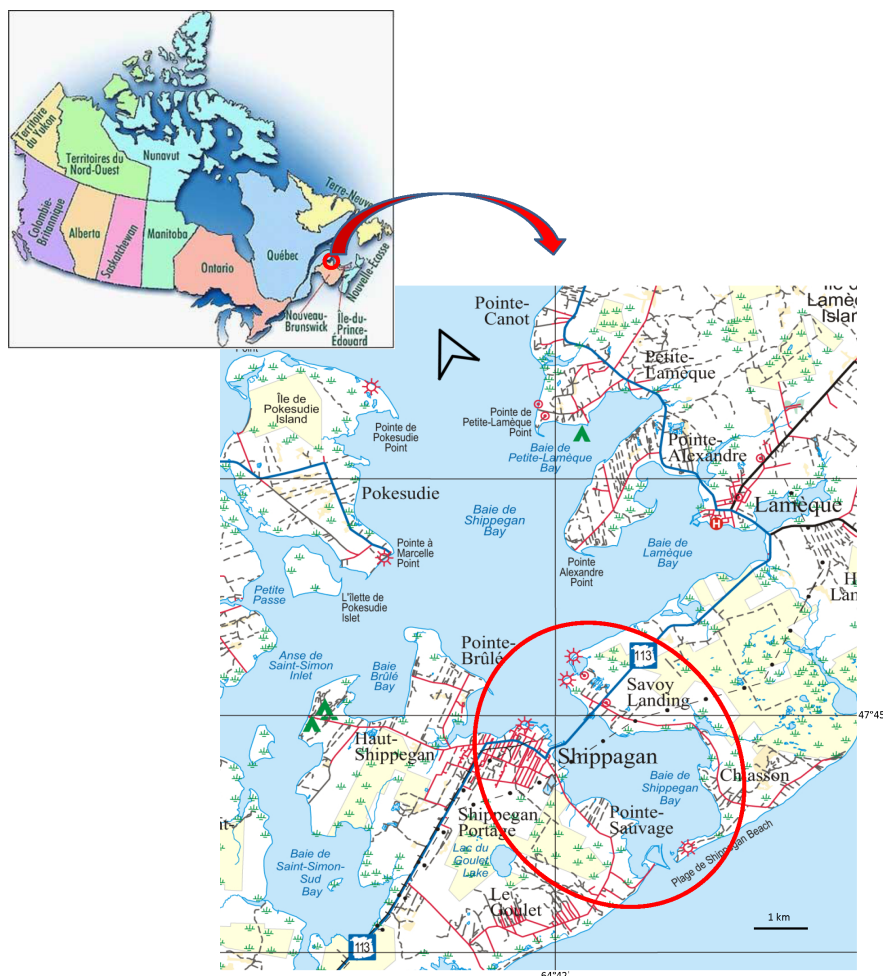 Territoire
du Yukon
Territoires du
Nord-Ouest
Nunavut
Terre-Neuve
Colombie-
Britannique
Alberta
Saskatchewan
Manitoba
Ontario
Québec
Nouvelle-Écosse
Nouveau-
Brunswick
Île-du-
Prince-
Édouard
Point
Île de
Pokesudie
Island
Pointe de
Pokesudie
Point
Pokesudie
Pointe à
Marcelle
Point
L'îlette de
Pokesudie
Islet
Petite
Passe
Pointe-
Canot
Lamèq
Islan
Petite-
Lamèque
Pointe de
Petite-Lamèque
Point
Baie de
Petite-Lamèque
Bay
Pointe-
Alexandre
Lamèque
H
Baie de
Shippegan
Bay
Baie de
Lamèque
Bay
Pointe
Alexandre
Point
H
Lan
Anse de
Saint-Simon
Inlet
Baie
Brûlé
Bay
Pointe-
Brûlé
113
Savoy
Landing
47°45
Haut-
Shippegan
Shippagan
Baie de
Shippegan
Bay
Chiasson
Shippegan
Portage
Pointe-
Sauvage
Lac du
Goulet
Lake
Plage de Shippegan Beach
Baie de
Saint-Simon-
Sud
Bay
Le
Goulet
113
1 km